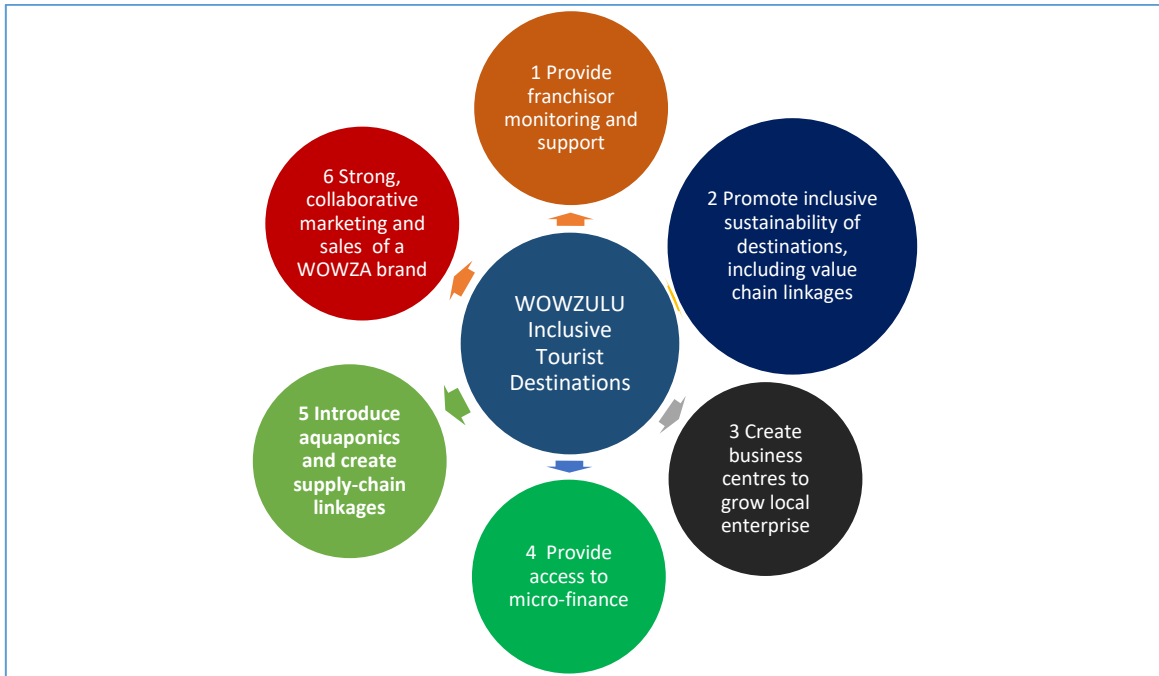 1 Provide
franchisor
monitoring and
support
2 Promote inclusive
sustainability of
destinations,
including value
chain linkages
3 Create
business
centres to
grow local
enterprise
4 Provide
access to
micro-finance
5 Introduce
aquaponics
and create
supply-chain
linkages
6 Strong,
collaborative
marketing and
sales of a
WOWZA brand
WOWZULU
Inclusive
Tourist
Destinations